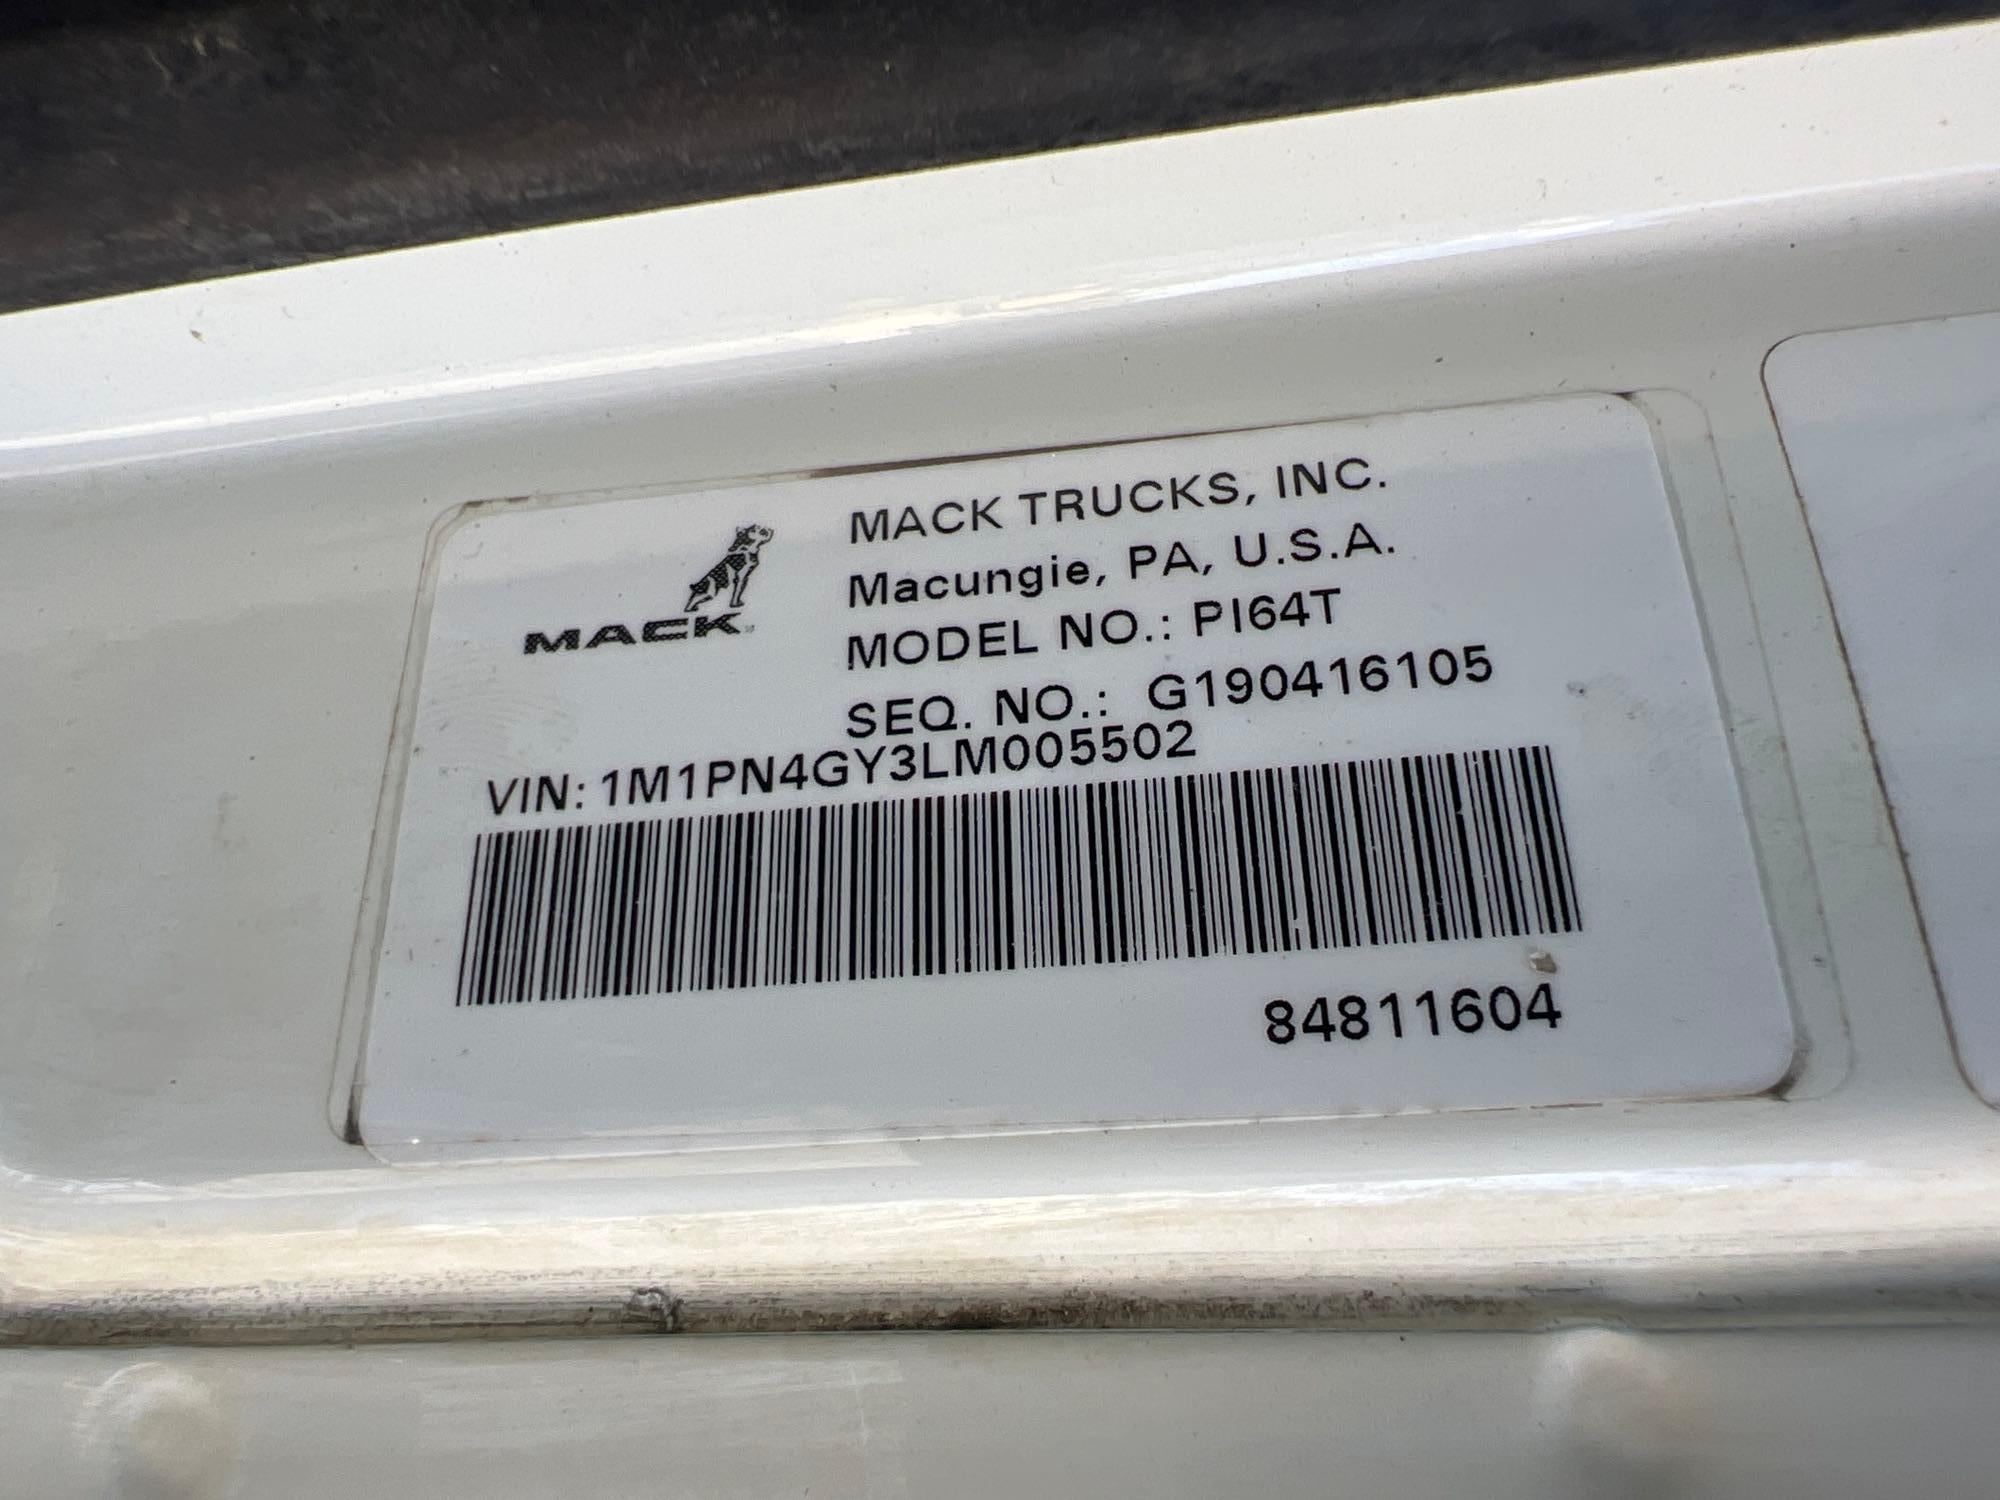 MACK
MACK TRUCKS, INC.
Macungie, PA, U.S.A.
MODEL NO.: PI64T
SEQ. NO.: G190416105
VIN: 1M1PN4GY3LM005502
84811604